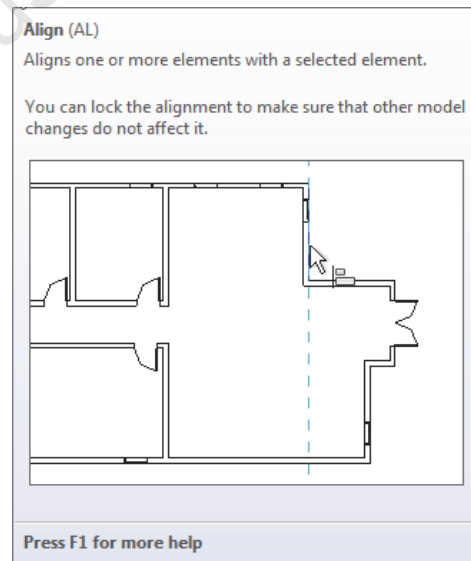 Align (AL)
Aligns one or more elements with a selected element.
You can lock the alignment to make sure that other model
changes do not affect it.
Press F1 for more help